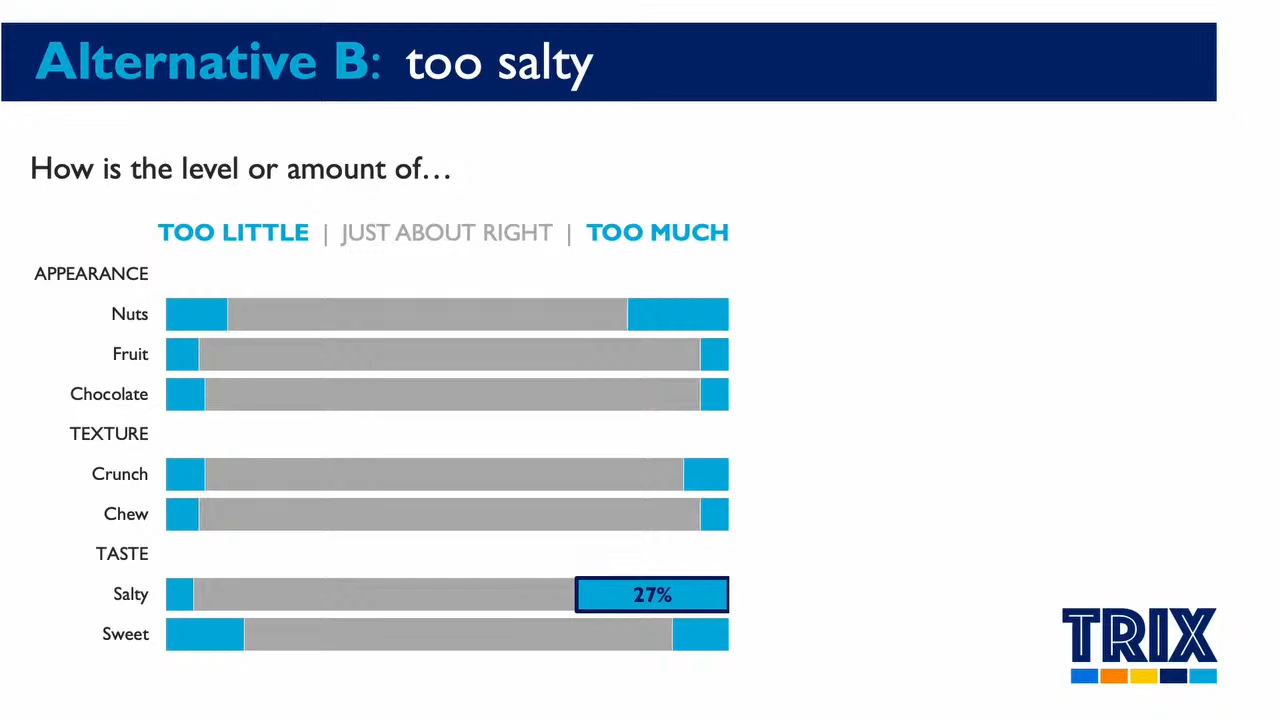 Alternative B: too salty
How is the level or amount of…
TOO LITTLE | JUST ABOUT RIGHT | TOO MUCH
APPEARANCE
Nuts
Fruit
Chocolate
TEXTURE
Crunch
Chew
TASTE
Salty 27%
Sweet
TRIX